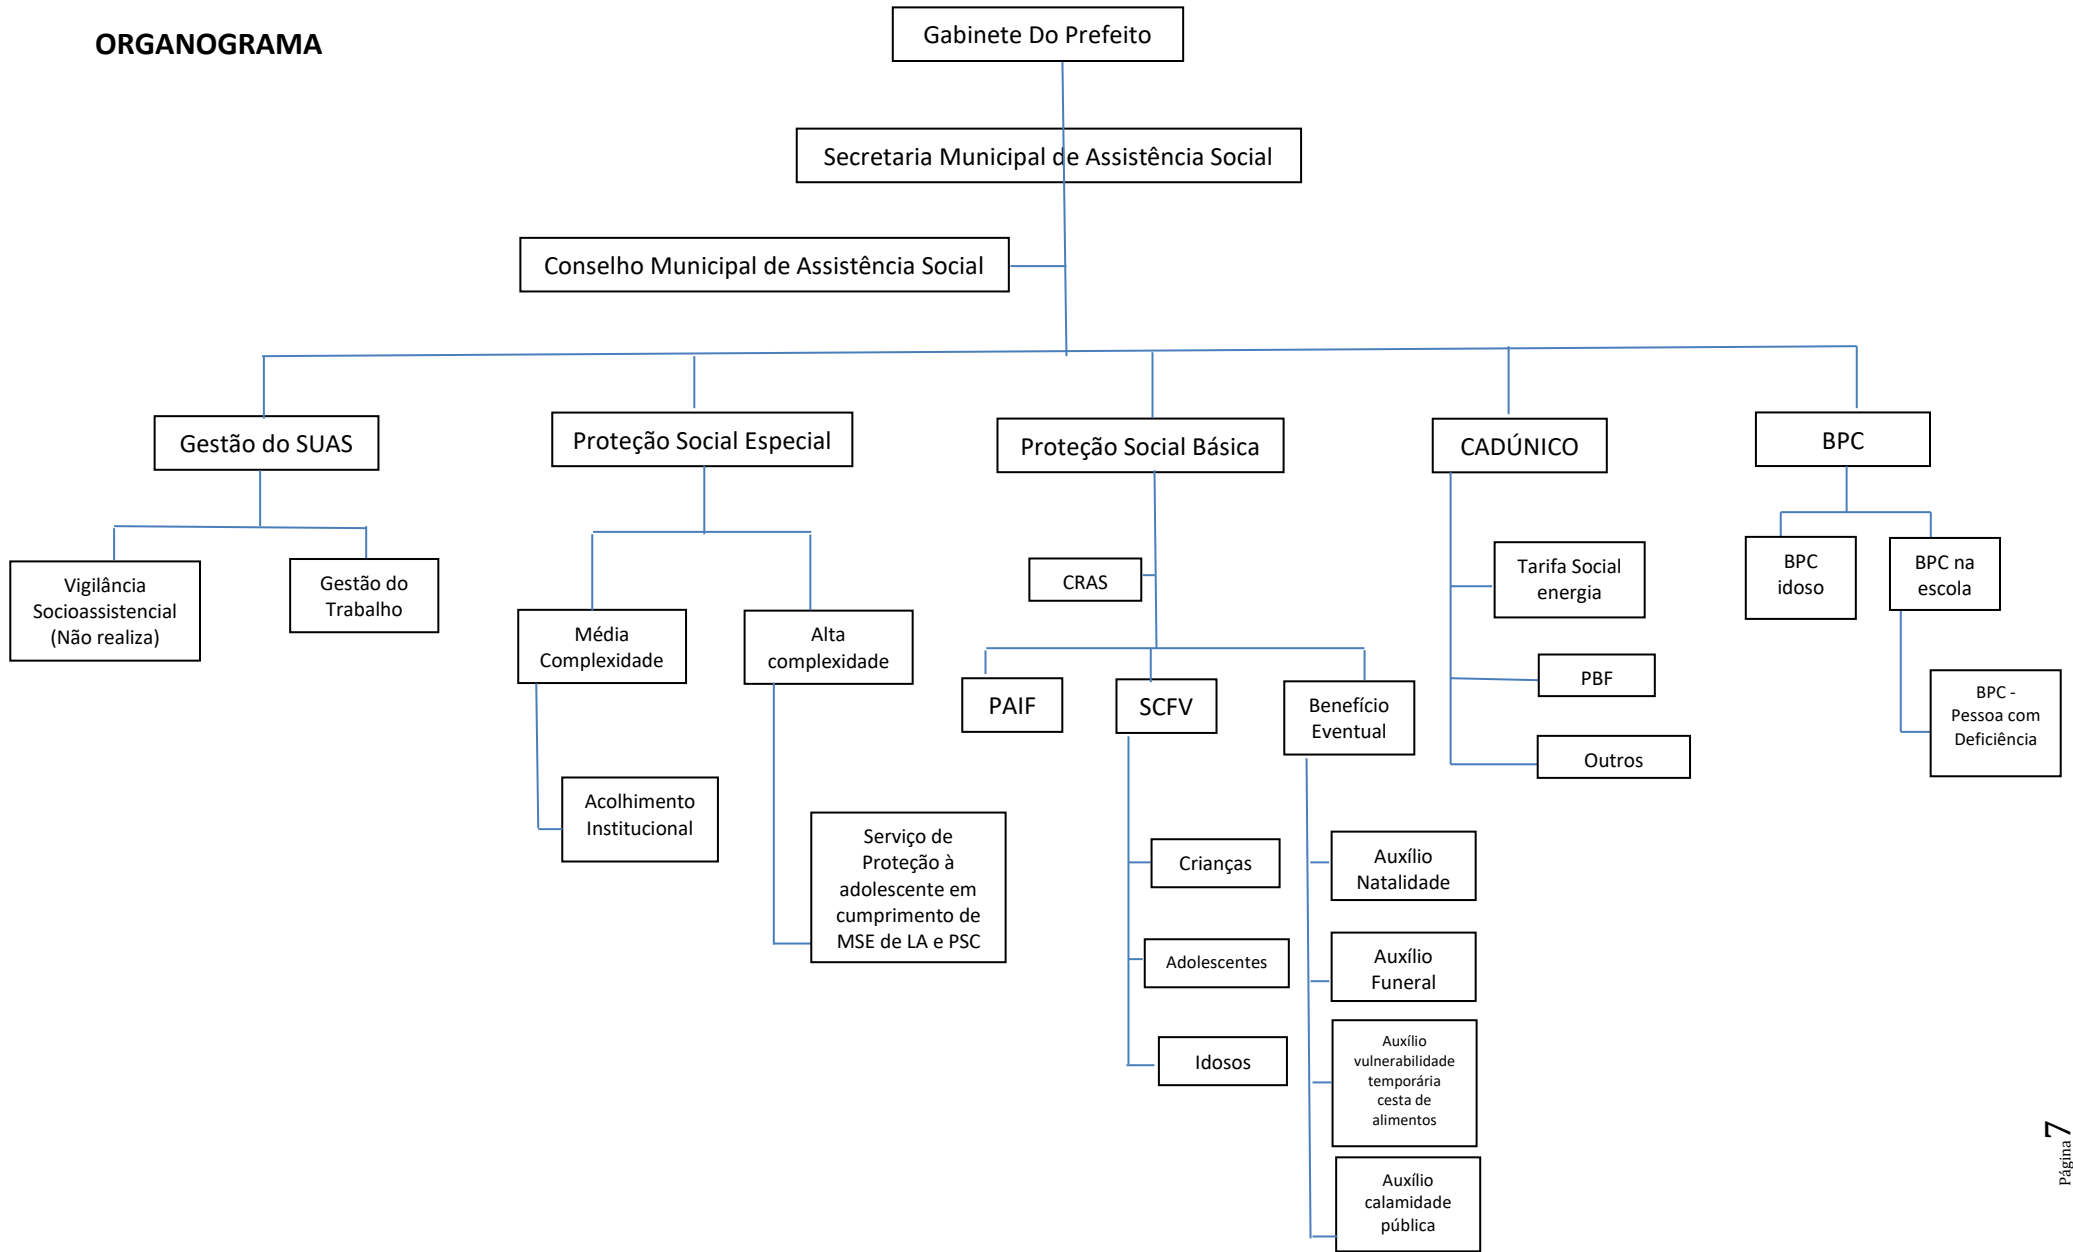 ORGANOGRAMA
Gabinete Do Prefeito
Secretaria Municipal de Assistência Social
Conselho Municipal de Assistência Social
Gestão do SUAS
Proteção Social Especial
Proteção Social Básica
CADÚNICO
BPC
Vigilância
Socioassistencial
(Não realiza)
Gestão do
Trabalho
Média
Complexidade
Alta
complexidade
Acolhimento
Institucional
Serviço de
Proteção à
adolescente em
cumprimento de
MSE de LA e PSC
CRAS
PAIF
SCFV
Benefício
Eventual
Crianças
Adolescentes
Idosos
Auxílio
Natalidade
Auxílio
Funeral
Auxílio
vulnerabilidade
temporária
cesta de
alimentos
Auxílio
calamidade
pública
Tarifa Social
energia
PBF
Outros
BPC
idoso
BPC na
escola
BPC -
Pessoa com
Deficiência
Página 7